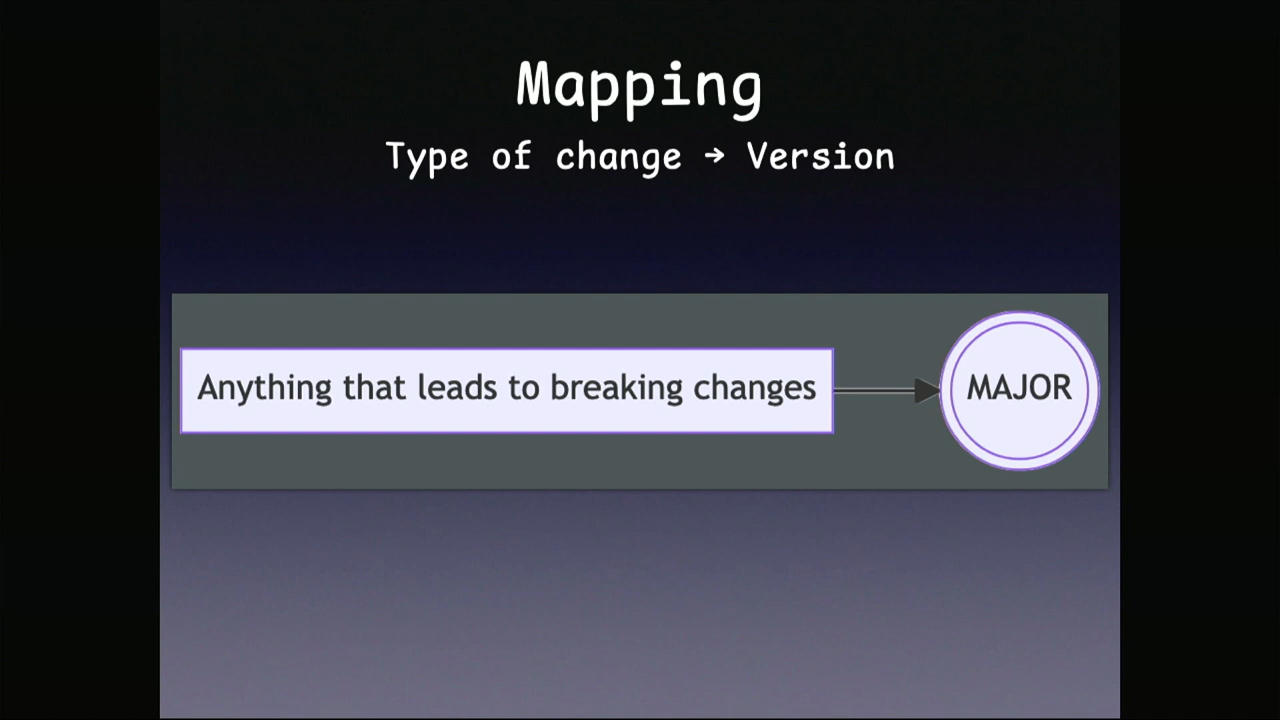 Mapping
Type of change → Version
Anything that leads to breaking changes
MAJOR